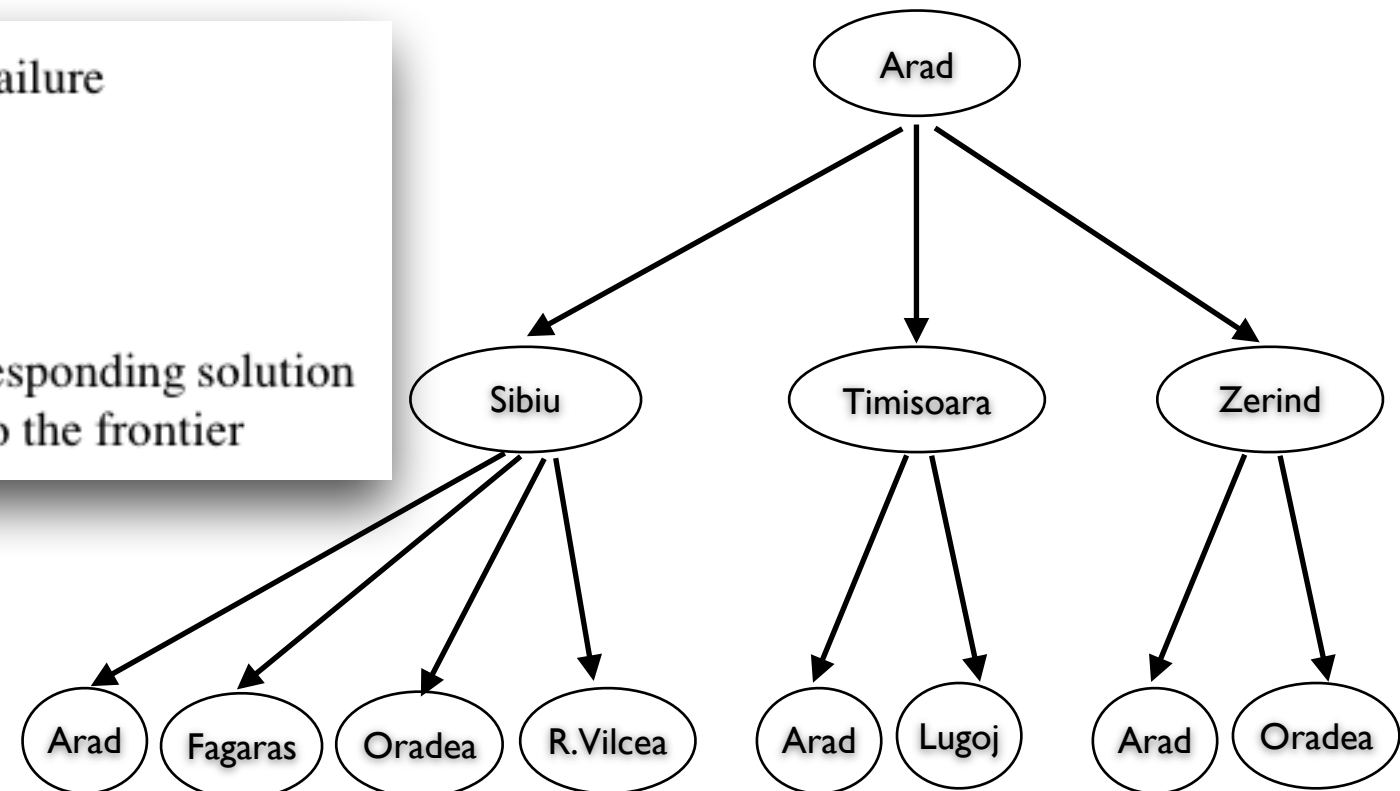 ailure
esponding solution
o the frontier
Arad
Sibiu
Timisoara
Zerind
Arad
Fagaras
Oradea
R.Vilcea
Arad
Lugoj
Arad
Oradea